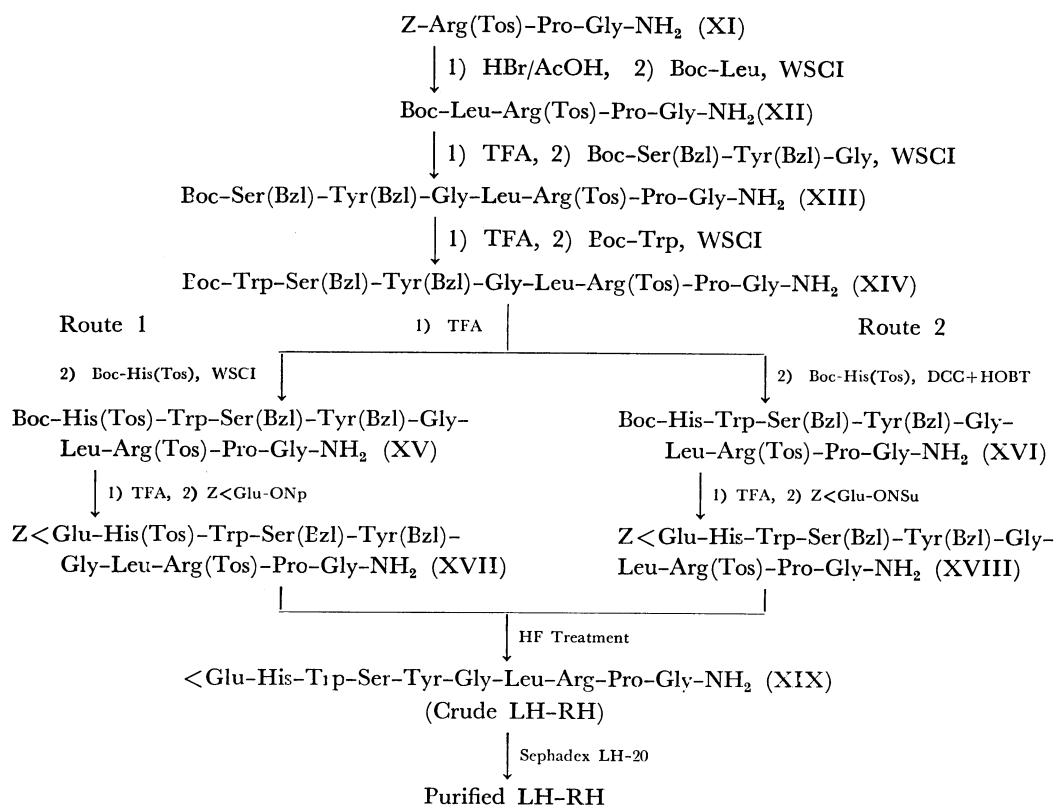 Z-Arg(Tos)-Pro-Gly-NH₂ (XI)
1) HBr/AcOH, 2) Boc-Leu, WSCI
Boc-Leu-Arg(Tos)-Pro-Gly-NH₂(XII)
1) TFA, 2) Boc-Ser(Bzl)-Tyr(Bzl)-Gly, WSCI
Boc-Ser(Bzl)-Tyr(Bzl)-Gly-Leu-Arg(Tos)-Pro-Gly-NH₂ (XIII)
1) TFA, 2) Boc-Trp, WSCI
Boc-Trp-Ser(Bzl)-Tyr(Bzl)-Gly-Leu-Arg(Tos)-Pro-Gly-NH₂ (XIV)
Route 1
1) TFA
Route 2
2) Boc-His(Tos), WSCI
2) Boc-His(Tos), DCC+HOBT
Boc-His(Tos)-Trp-Ser(Bzl)-Tyr(Bzl)-Gly-
Leu-Arg(Tos)-Pro-Gly-NH₂ (XV)
Boc-His-Trp-Ser(Bzl)-Tyr(Bzl)-Gly-
Leu-Arg(Tos)-Pro-Gly-NH₂ (XVI)
1) TFA, 2) Z<Glu-ONp
1) TFA, 2) Z<Glu-ONSu
Z<Glu-His(Tos)-Trp-Ser(Bzl)-Tyr(Bzl)-
Gly-Leu-Arg(Tos)-Pro-Gly-NH₂ (XVII)
Z<Glu-His-Trp-Ser(Bzl)-Tyr(Bzl)-Gly-
Leu-Arg(Tos)-Pro-Gly-NH₂ (XVIII)
HF Treatment
<Glu-His-Trp-Ser-Tyr-Gly-Leu-Arg-Pro-Gly-NH₂ (XIX)
(Crude LH-RH)
Sephadex LH-20
Purified LH-RH